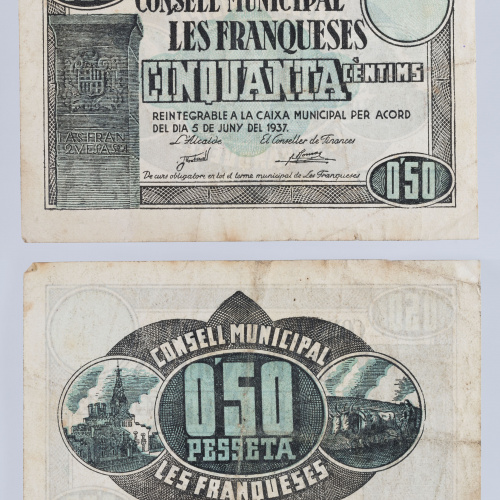 CONSELL MUNICIPAL
LES FRANQUESES
CINQUANTA CÈNTIMS
REINTEGRABLE A LA CAIXA MUNICIPAL PER ACORD
DEL DIA 5 DE JUNY DEL 1937.
L'Alcalde El Conseller de Finances
De curs obligatori en tot el terme municipal de Les Franqueses
0'50
CONSELL MUNICIPAL
0'50
PESSETA
LES FRANQUESES